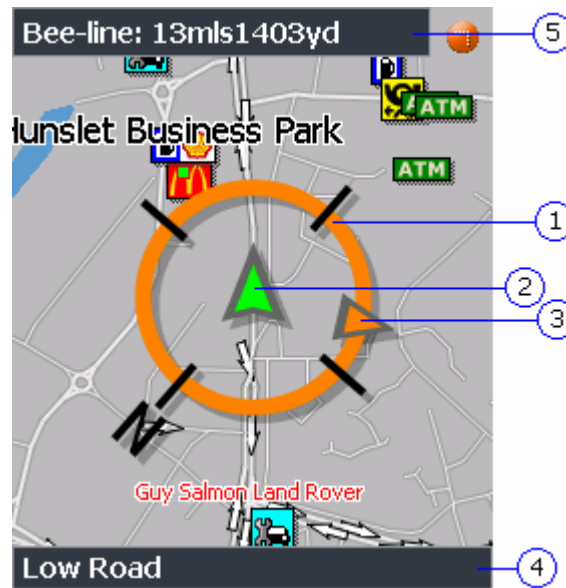 Bee-line: 13mls1403yd
5
ATM
Hunslet Business Park
ATM
1
2
3
N
Guy Salmon Land Rover
Low Road
4